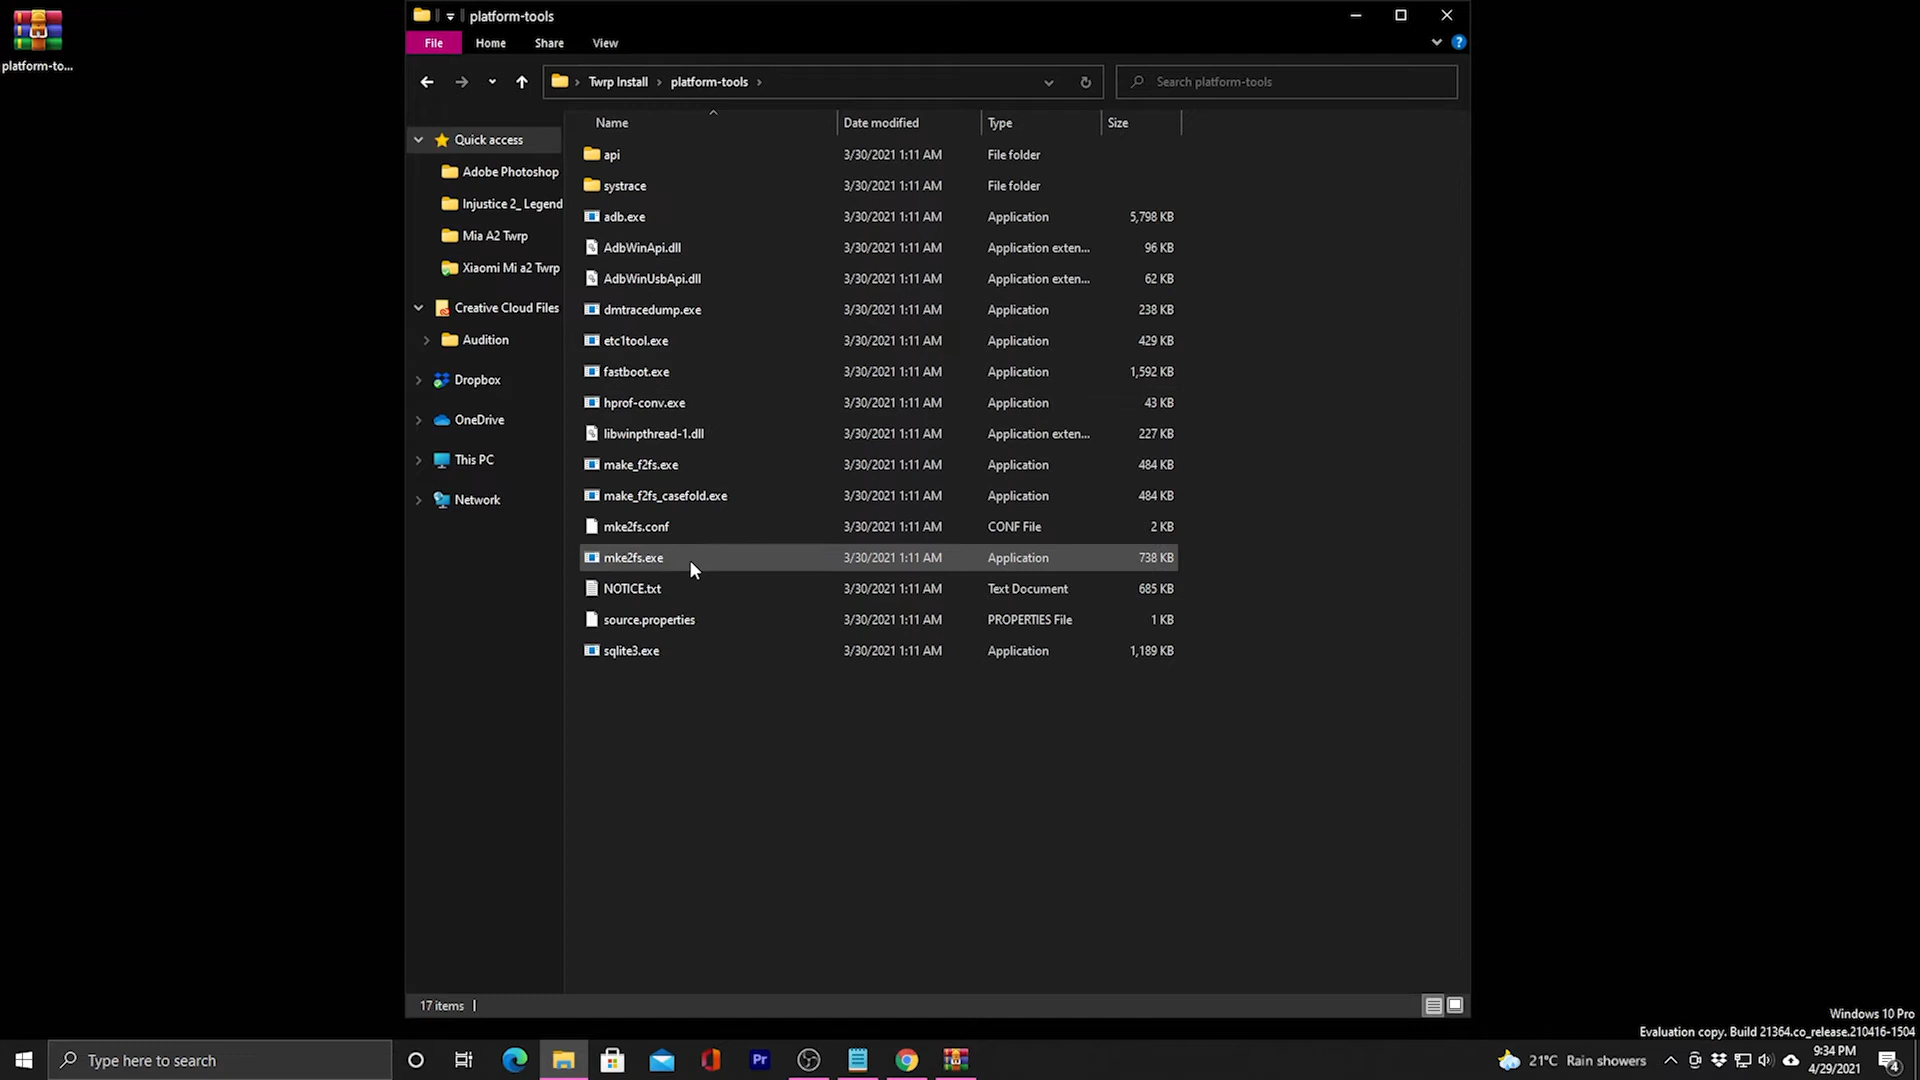 platform-to...
platform-tools
File Home Share View
Twrp Install platform-tools
Search platform-tools
Name Date modified Type Size
Quick access
Adobe Photoshop
Injustice 2_ Legend
Mia A2 Twrp
Xiaomi Mi a2 Twrp
Creative Cloud Files
Audition
Dropbox
OneDrive
This PC
Network
api 3/30/2021 1:11 AM File folder
systrace 3/30/2021 1:11 AM File folder
adb.exe 3/30/2021 1:11 AM Application 5,798 KB
AdbWinApi.dll 3/30/2021 1:11 AM Application exten... 96 KB
AdbWinUsbApi.dll 3/30/2021 1:11 AM Application exten... 62 KB
dmtracedump.exe 3/30/2021 1:11 AM Application 238 KB
etc1tool.exe 3/30/2021 1:11 AM Application 429 KB
fastboot.exe 3/30/2021 1:11 AM Application 1,592 KB
hprof-conv.exe 3/30/2021 1:11 AM Application 43 KB
libwinpthread-1.dll 3/30/2021 1:11 AM Application exten... 227 KB
make_f2fs.exe 3/30/2021 1:11 AM Application 484 KB
make_f2fs_casefold.exe 3/30/2021 1:11 AM Application 484 KB
mke2fs.conf 3/30/2021 1:11 AM CONF File 2 KB
mke2fs.exe 3/30/2021 1:11 AM Application 738 KB
NOTICE.txt 3/30/2021 1:11 AM Text Document 685 KB
source.properties 3/30/2021 1:11 AM PROPERTIES File 1 KB
sqlite3.exe 3/30/2021 1:11 AM Application 1,189 KB
17 items
Windows 10 Pro
Evaluation copy. Build 21364.co_release.210416-1504
Type here to search
Pr
21°C Rain showers
9:34 PM
4/29/2021
4